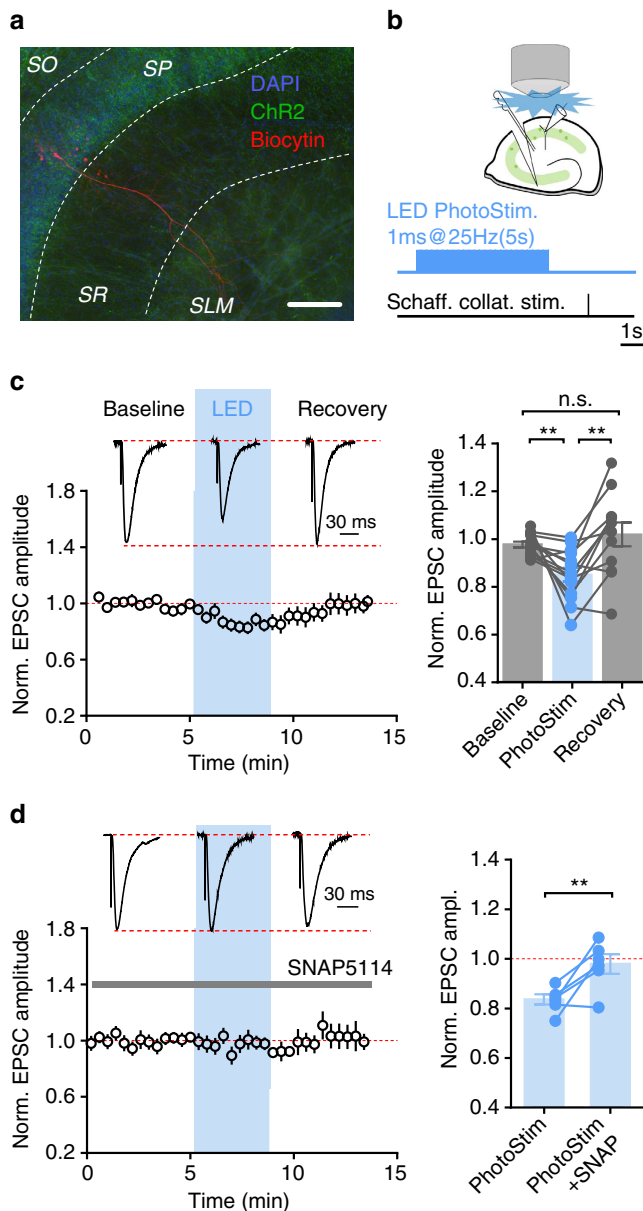 a
SO
SP
DAPI
ChR2
Biocytin
SR
SLM
b
LED PhotoStim.
1ms@25Hz(5s)
Schaff. collat. stim.
1s
c
Baseline
LED
Recovery
30 ms
Norm. EPSC amplitude
1.8
1.4
1.0
0.6
0.2
0
5
10
15
Time (min)
n.s.
**
**
Norm. EPSC amplitude
1.4
1.2
1.0
0.8
0.6
0.4
Baseline
PhotoStim
Recovery
d
30 ms
SNAP5114
Norm. EPSC amplitude
1.8
1.4
1.0
0.6
0.2
0
5
10
15
Time (min)
**
Norm. EPSC ampl.
1.4
1.2
1.0
0.8
0.6
0.4
PhotoStim
PhotoStim
+SNAP